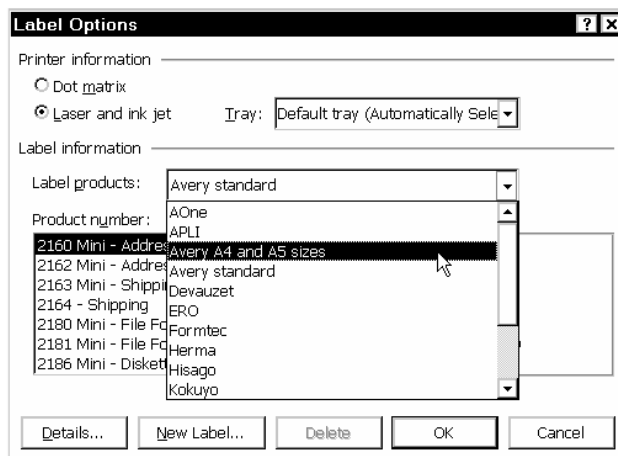 Label Options
Printer information
Dot matrix
Laser and ink jet Tray: Default tray (Automatically Sele
Label information
Label products: Avery standard
Product number:
AOne
APLI
Avery A4 and A5 sizes
Avery standard
Devauzet
ERO
Formtec
Herma
Hisago
Kokuyo
2160 Mini - Addres
2162 Mini - Addres
2163 Mini - Shippi
2164 - Shipping
2180 Mini - File Fo
2181 Mini - File Fo
2186 Mini - Diskett
Details... New Label... Delete OK Cancel